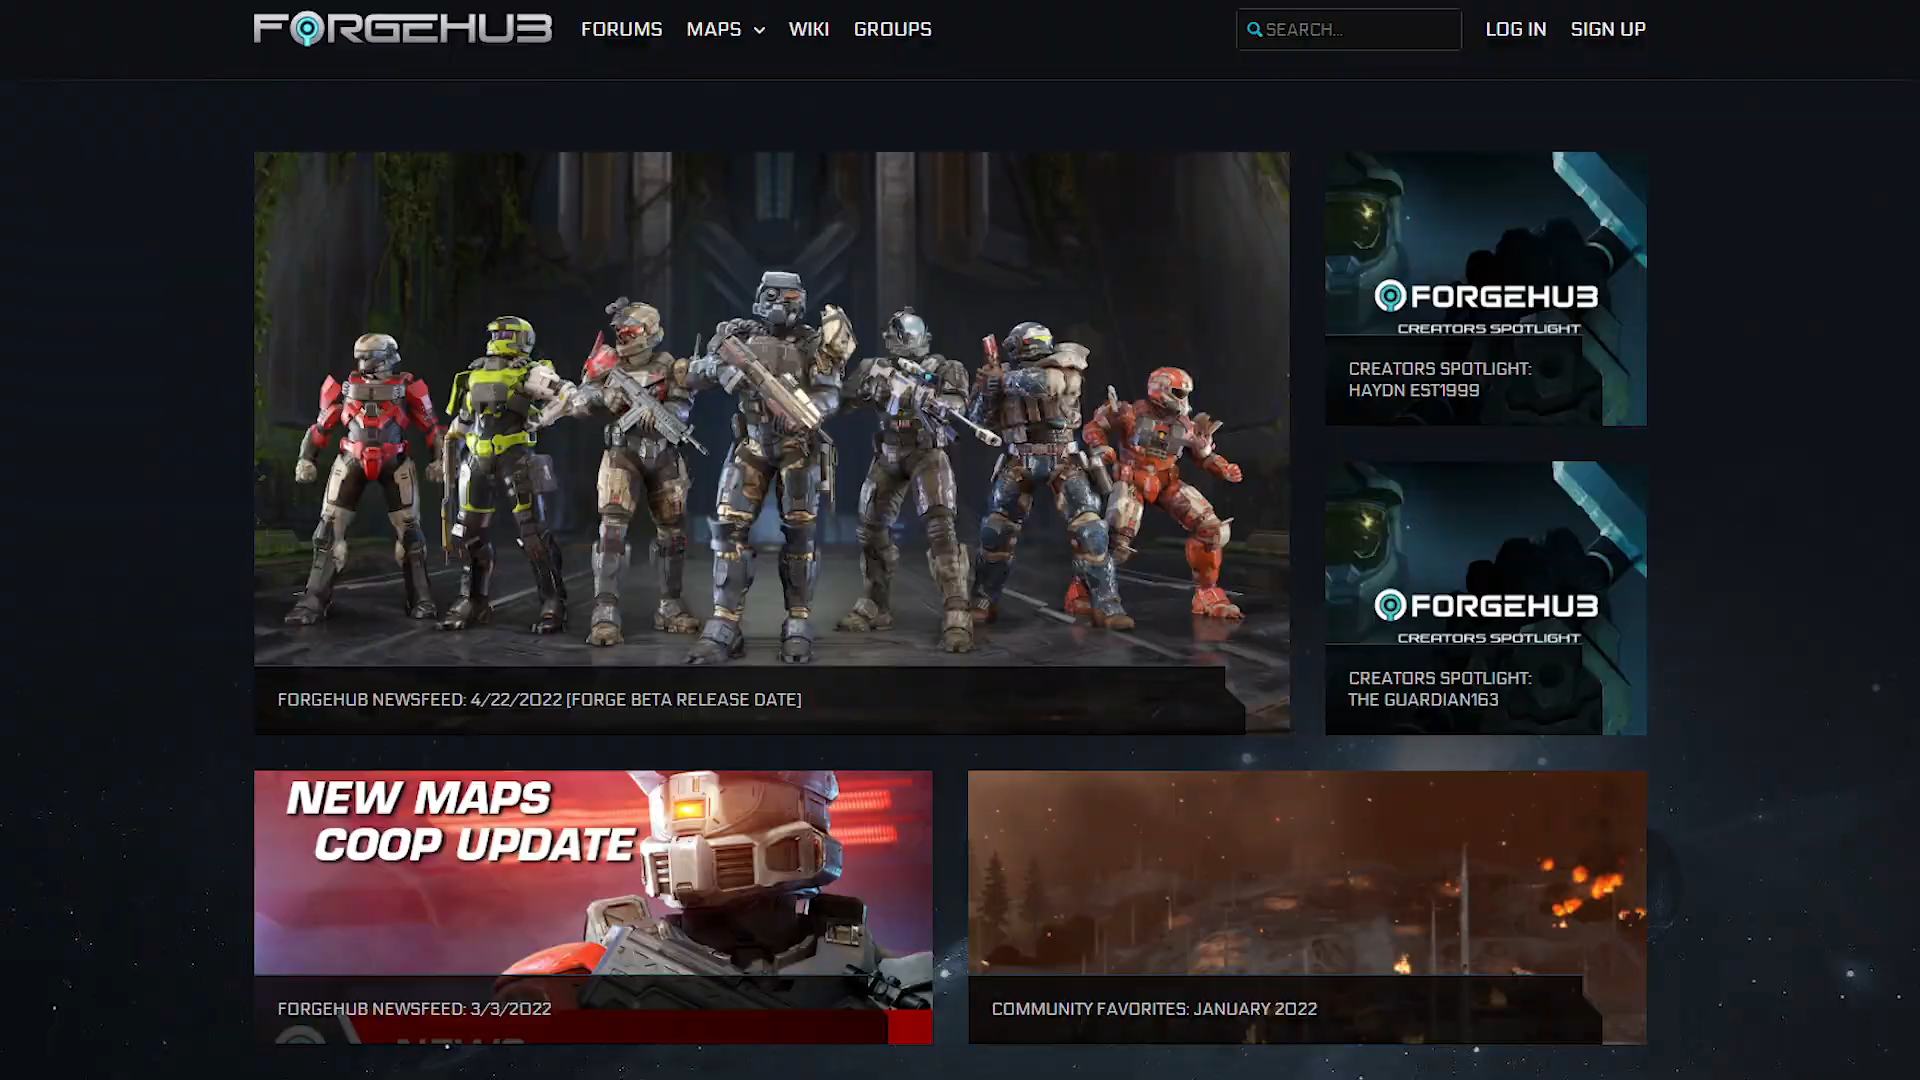 FORGEHUB
FORUMS
MAPS
WIKI
GROUPS
SEARCH...
LOG IN
SIGN UP
FORGEHUB NEWSFEED: 4/22/2022 [FORGE BETA RELEASE DATE]
FORGEHUB
CREATORS SPOTLIGHT
CREATORS SPOTLIGHT:
HAYDN EST1999
FORGEHUB
CREATORS SPOTLIGHT
CREATORS SPOTLIGHT:
THE GUARDIAN163
NEW MAPS
COOP UPDATE
FORGEHUB NEWSFEED: 3/3/2022
COMMUNITY FAVORITES: JANUARY 2022